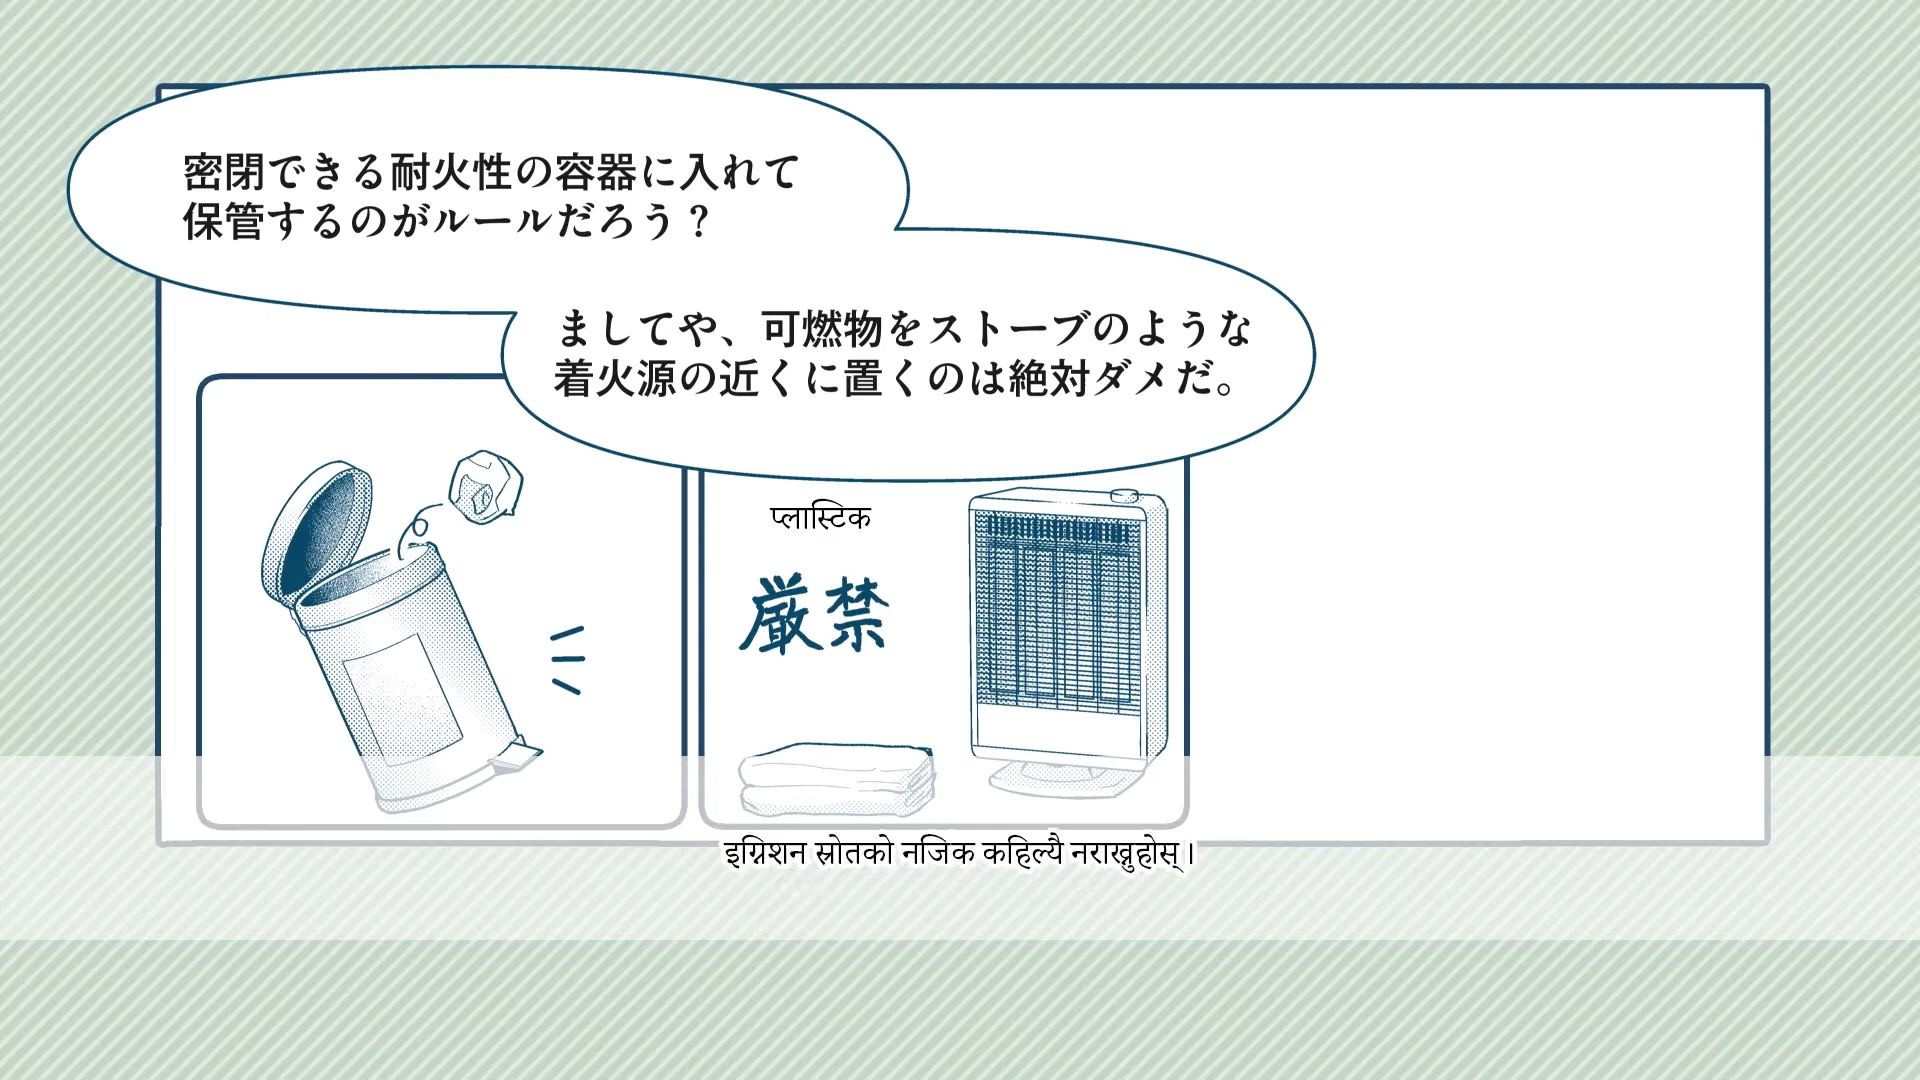 密閉できる耐火性の容器に入れて
保管するのがルールだろう？
ましてや、可燃物をストーブのような
着火源の近くに置くのは絶対ダメだ。
प्लास्टिक
厳禁
इग्निशन स्रोतको नजिक कहिल्यै नराख्नुहोस्।